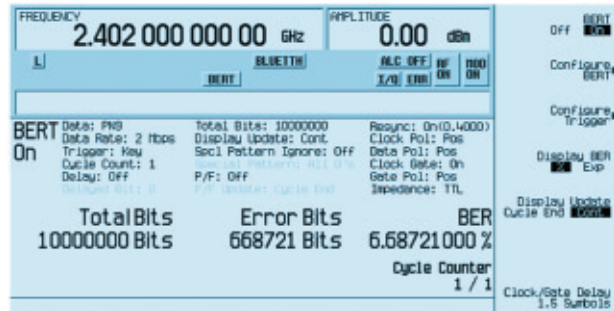 FREQUENCY
2.402 000 000 00 GHz
AMPLITUDE
0.00 dBm
L
BERT
BLUETTH
ALC OFF
I/Q ERR
RF ON
MOD ON
BERT
On
Data: PN9
Data Rate: 2 Mbps
Trigger: Key
Cycle Count: 1
Delay: Off
Delayed Bit: 0
Total Bits: 10000000
Display Update: Cont
Spcl Pattern Ignore: Off
Special Pattern: All 0's
P/F: Off
P/F Update: Cycle End
Resync: On(0.4000)
Clock Pol: Pos
Data Pol: Pos
Clock Gate: On
Gate Pol: Pos
Impedance: TTL
Total Bits
10000000 Bits
Error Bits
668721 Bits
BER
6.68721000 %
Cycle Counter
1 / 1
BERT
Off On
Configure
BERT
Configure
Trigger
Display BER
% Exp
Display Update
Cycle End Cont
Clock/Gate Delay
1.5 Symbols